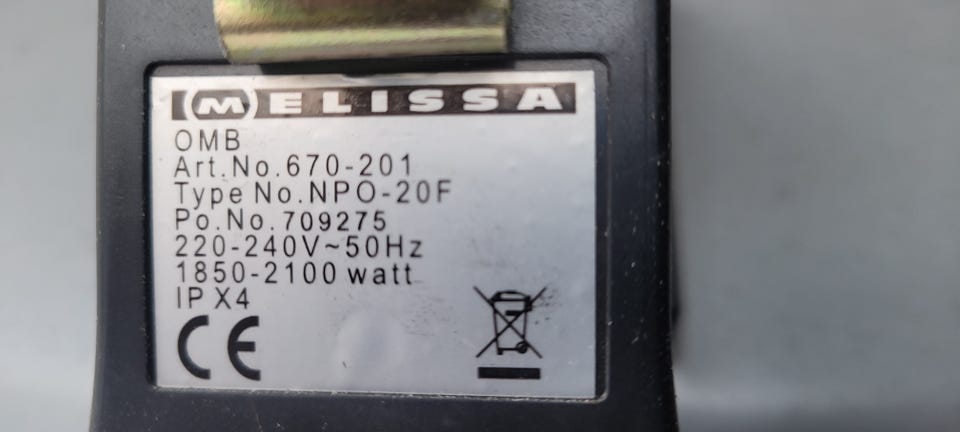 MELISSA
OMB
Art.No.670-201
Type No.NPO-20F
Po.No.709275
220-240V~50Hz
1850-2100 watt
IP X4
CE